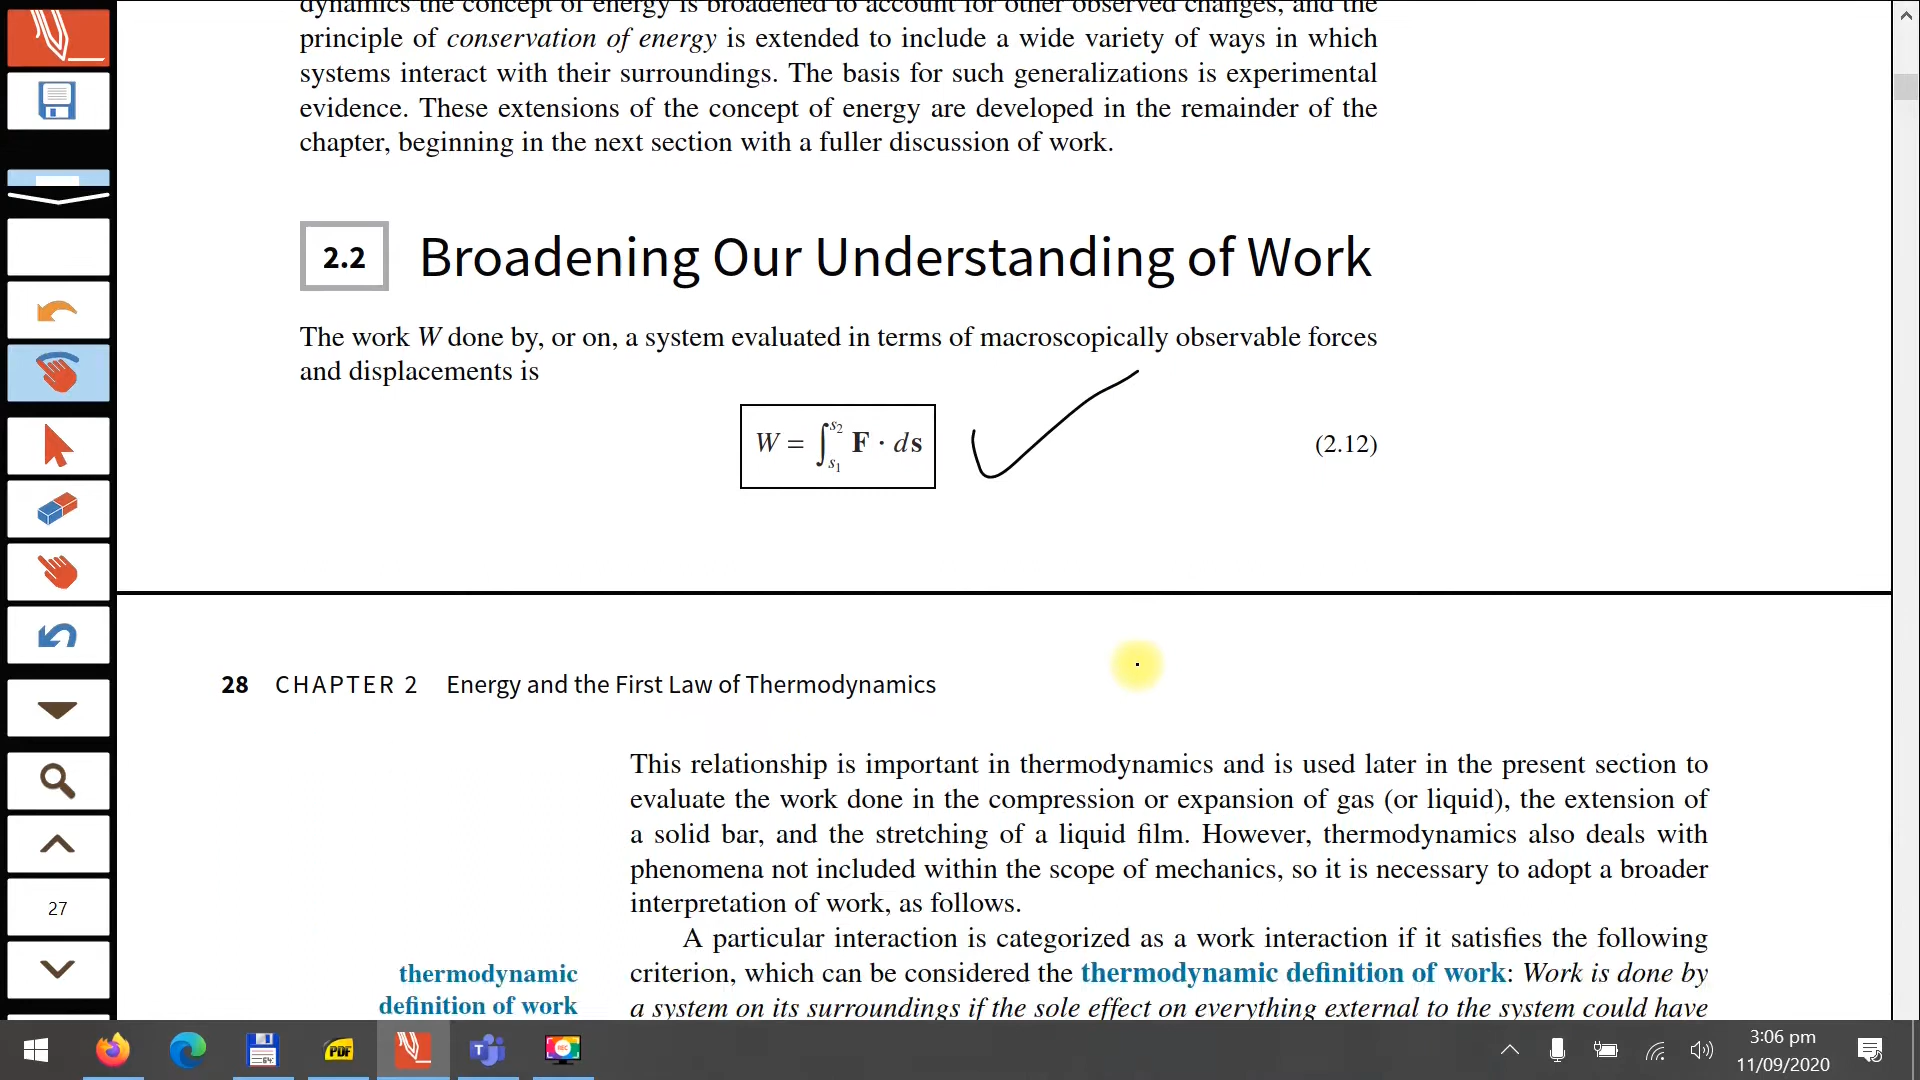 dynamics the concept of energy is broadened to account for other observed changes, and the
principle of conservation of energy is extended to include a wide variety of ways in which
systems interact with their surroundings. The basis for such generalizations is experimental
evidence. These extensions of the concept of energy are developed in the remainder of the
chapter, beginning in the next section with a fuller discussion of work.
2.2 Broadening Our Understanding of Work
The work W done by, or on, a system evaluated in terms of macroscopically observable forces
and displacements is
W = ∫_{s₁}^{s₂} F · ds (2.12)
28 CHAPTER 2 Energy and the First Law of Thermodynamics
This relationship is important in thermodynamics and is used later in the present section to
evaluate the work done in the compression or expansion of gas (or liquid), the extension of
a solid bar, and the stretching of a liquid film. However, thermodynamics also deals with
phenomena not included within the scope of mechanics, so it is necessary to adopt a broader
interpretation of work, as follows.
A particular interaction is categorized as a work interaction if it satisfies the following
criterion, which can be considered the thermodynamic definition of work: Work is done by
a system on its surroundings if the sole effect on everything external to the system could have
thermodynamic
definition of work
27
64
PDF
T
REC
3:06 pm
11/09/2020